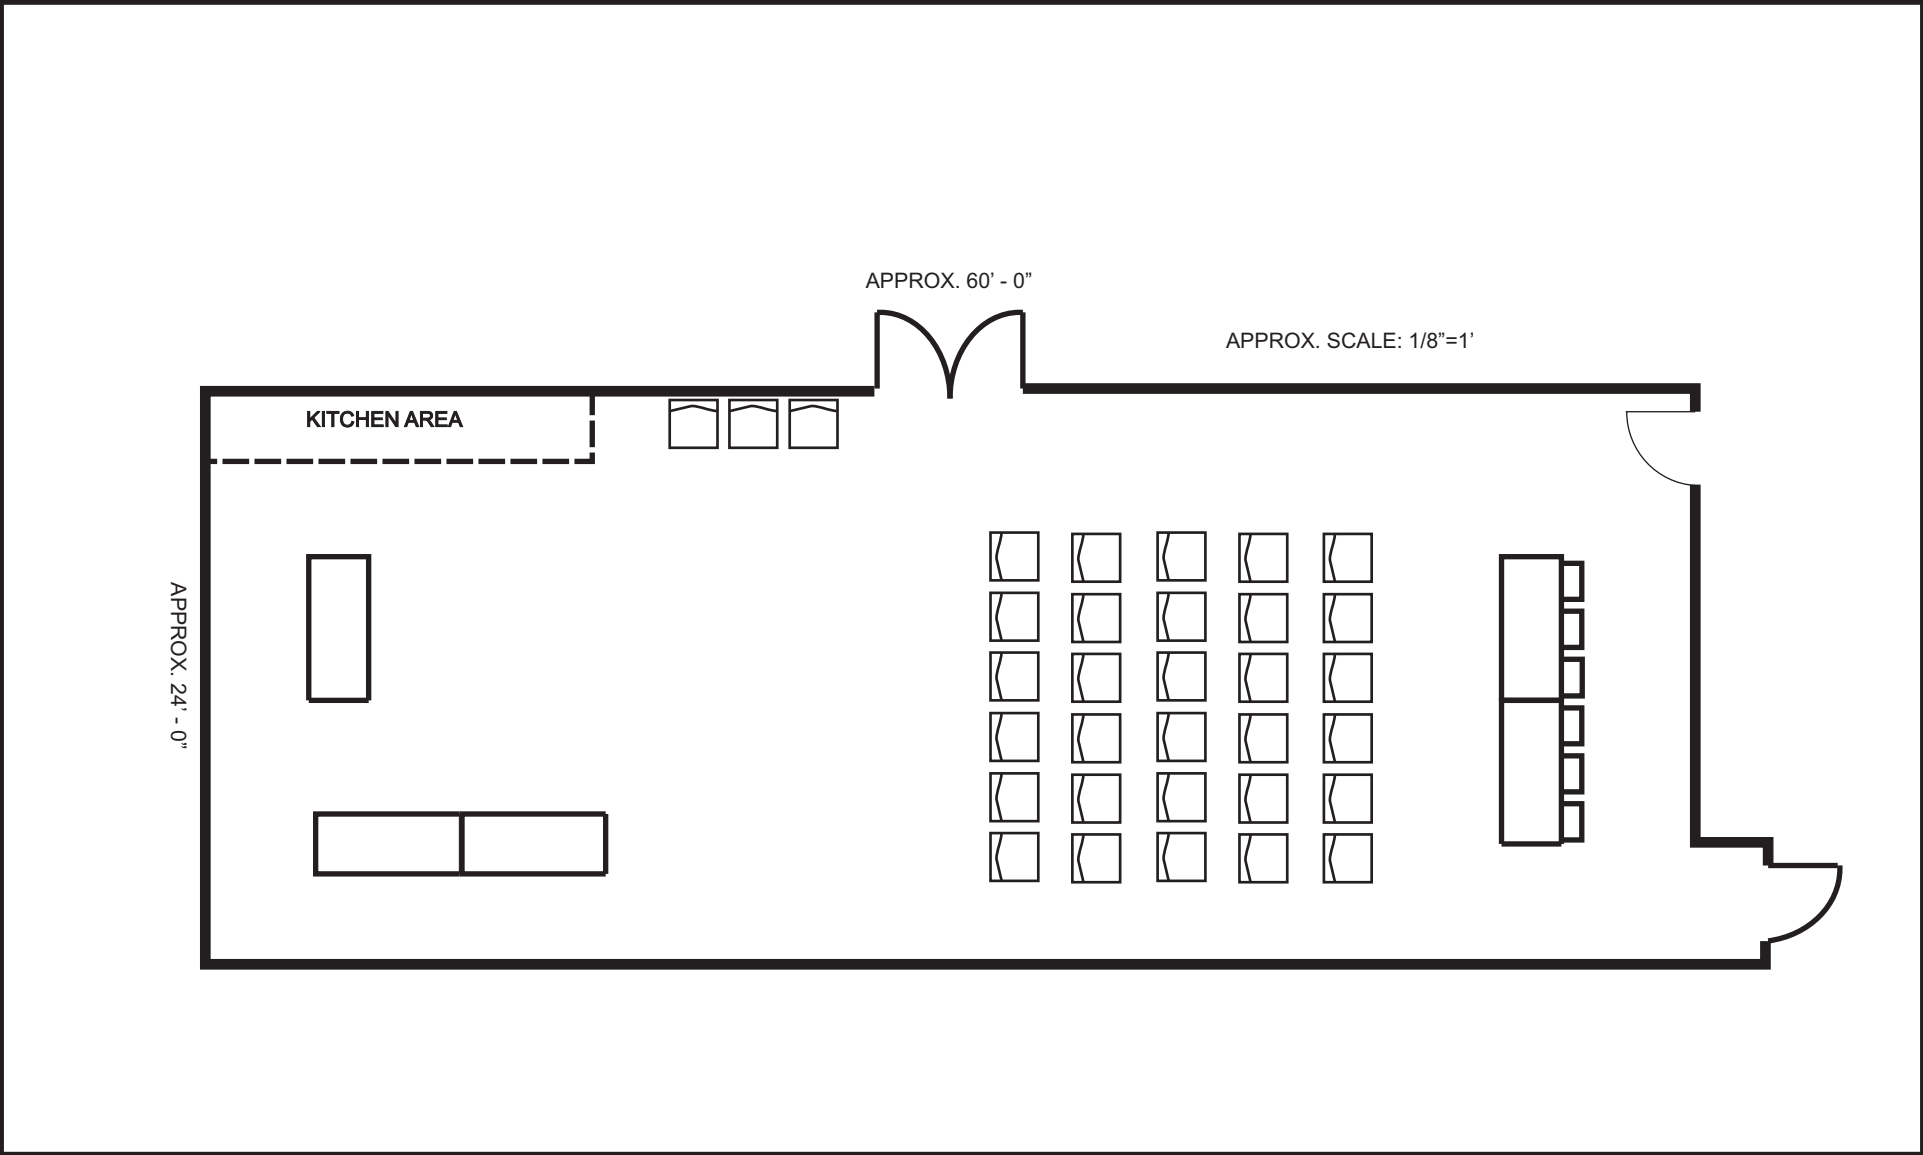 APPROX. 60’ - 0”
APPROX. SCALE: 1/8”=1’
KITCHEN AREA
APPROX. 24’ - 0”